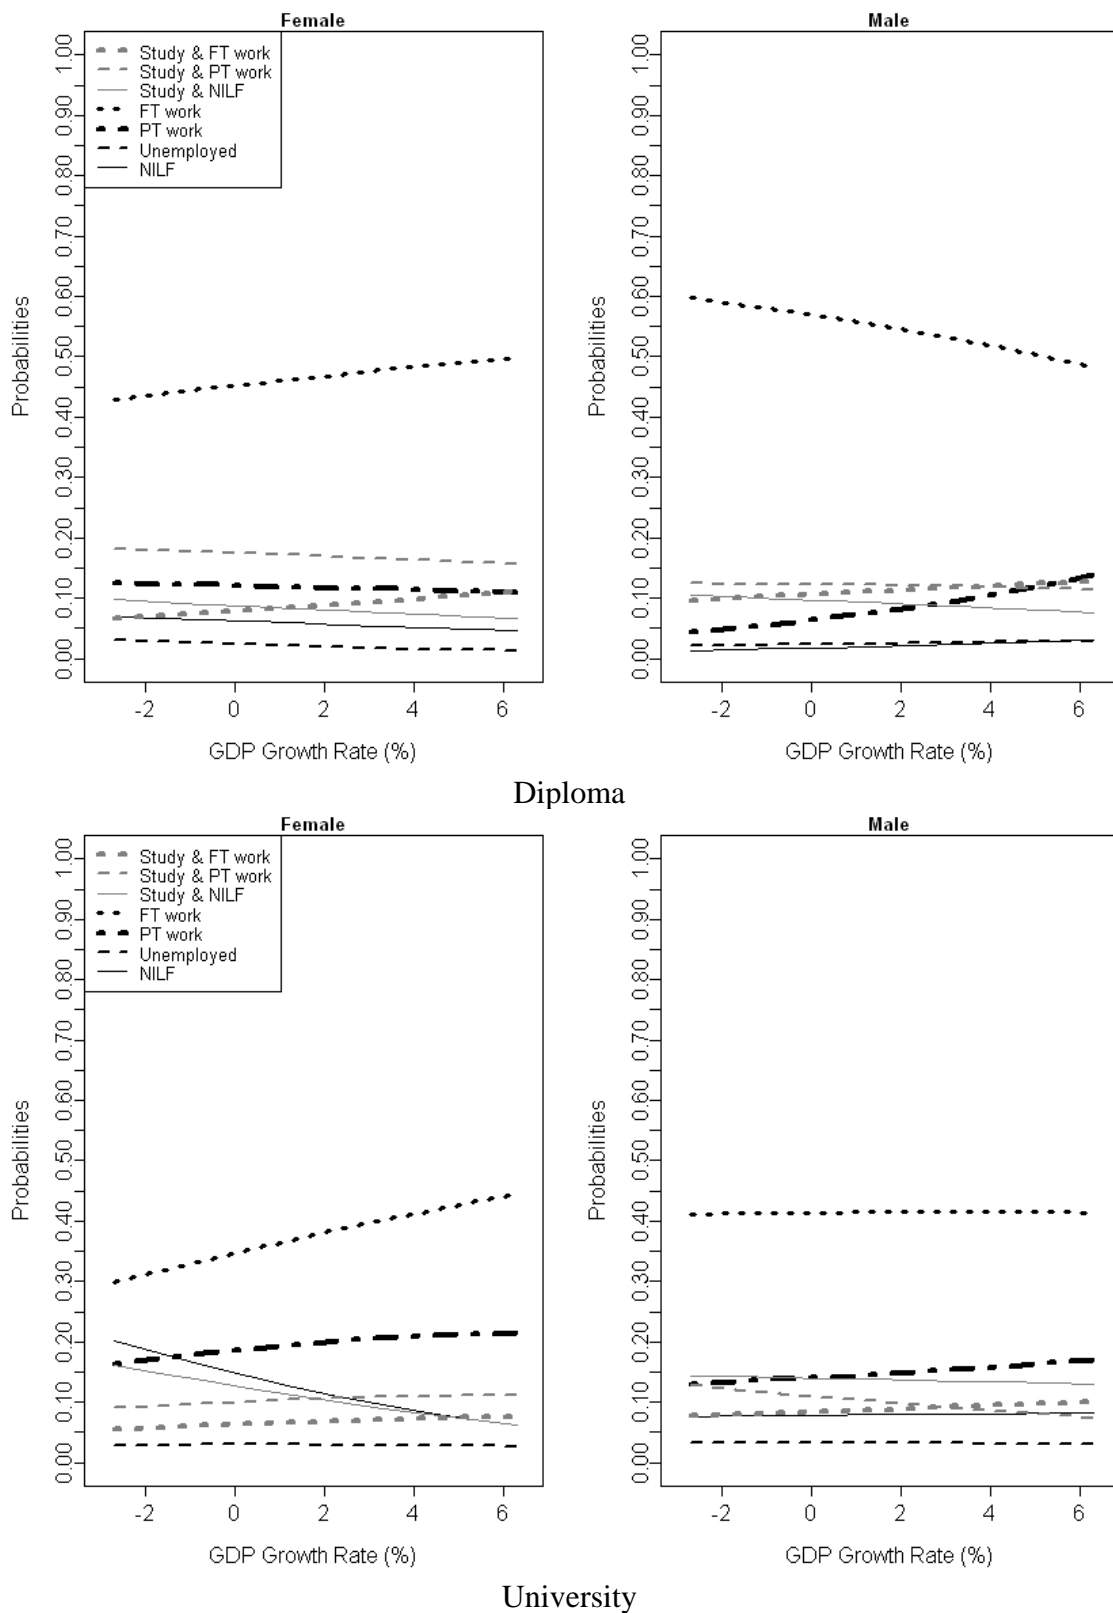 Female
Male
Study & FT work
Study & PT work
Study & NILF
FT work
PT work
Unemployed
NILF
Probabilities
0.00 0.10 0.20 0.30 0.40 0.50 0.60 0.70 0.80 0.90 1.00
-2 0 2 4 6
GDP Growth Rate (%)
Probabilities
0.00 0.10 0.20 0.30 0.40 0.50 0.60 0.70 0.80 0.90 1.00
-2 0 2 4 6
GDP Growth Rate (%)
Diploma
Female
Male
Study & FT work
Study & PT work
Study & NILF
FT work
PT work
Unemployed
NILF
Probabilities
0.00 0.10 0.20 0.30 0.40 0.50 0.60 0.70 0.80 0.90 1.00
-2 0 2 4 6
GDP Growth Rate (%)
Probabilities
0.00 0.10 0.20 0.30 0.40 0.50 0.60 0.70 0.80 0.90 1.00
-2 0 2 4 6
GDP Growth Rate (%)
University